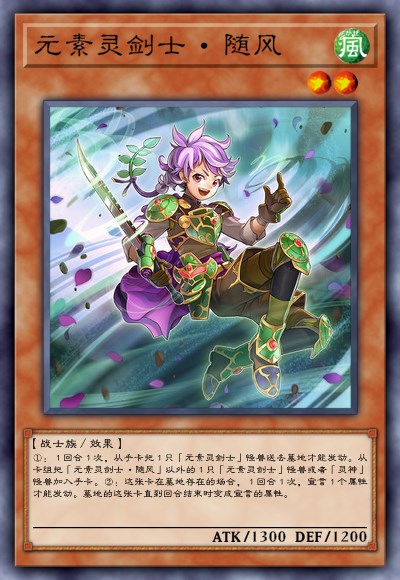 元素灵剑士·随风
風
【战士族/效果】
①：1回合1次，从手卡把1只「元素灵剑士」怪兽送去墓地才能发动。从
卡组把「元素灵剑士·随风」以外的1只「元素灵剑士」怪兽或者「灵神」
怪兽加入手卡。②：这张卡在墓地存在的场合，1回合1次，宣言1个属性
才能发动。墓地的这张卡直到回合结束时变成宣言的属性。
ATK/1300 DEF/1200